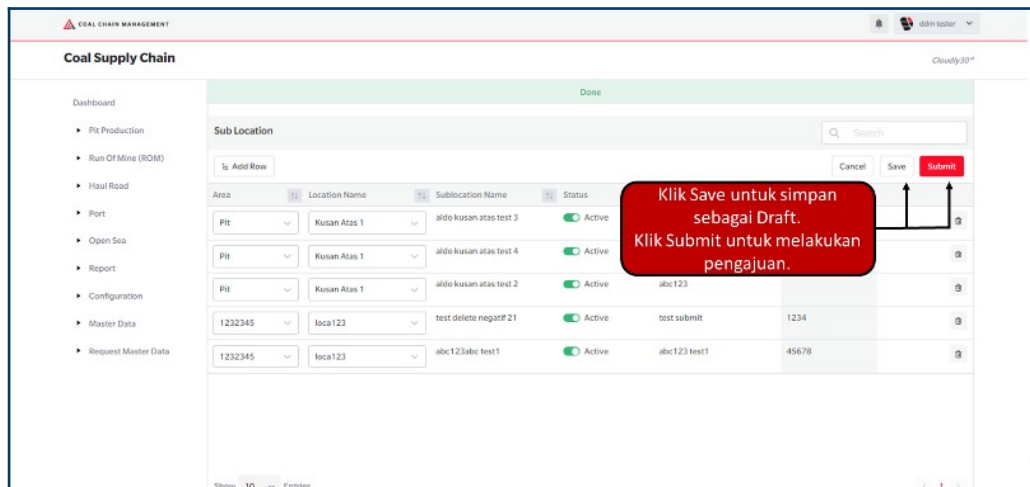 COAL CHAIN MANAGEMENT
ddm tester
Coal Supply Chain
Cloudly30°
Dashboard
Pit Production
Run Of Mine (ROM)
Haul Road
Port
Open Sea
Report
Configuration
Master Data
Request Master Data
Done
Sub Location
Search
Add Row
Cancel Save Submit
Area Location Name Sublocation Name Status
Klik Save untuk simpan
sebagai Draft.
Klik Submit untuk melakukan
pengajuan.
Pit Kusan Atas 1 aldo kusan atas test 3 Active
Pit Kusan Atas 1 aldo kusan atas test 4 Active
Pit Kusan Atas 1 aldo kusan atas test 2 Active abc123
1232345 loca123 test delete negatif 21 Active test submit 1234
1232345 loca123 abc123abc test1 Active abc123 test1 45678
Show 10 Entries
1